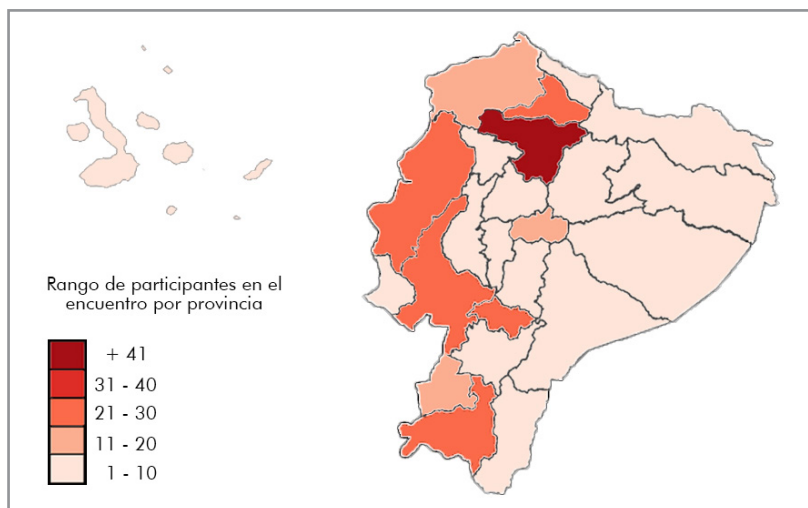 Rango de participantes en el
encuentro por provincia
+ 41
31 - 40
21 - 30
11 - 20
1 - 10